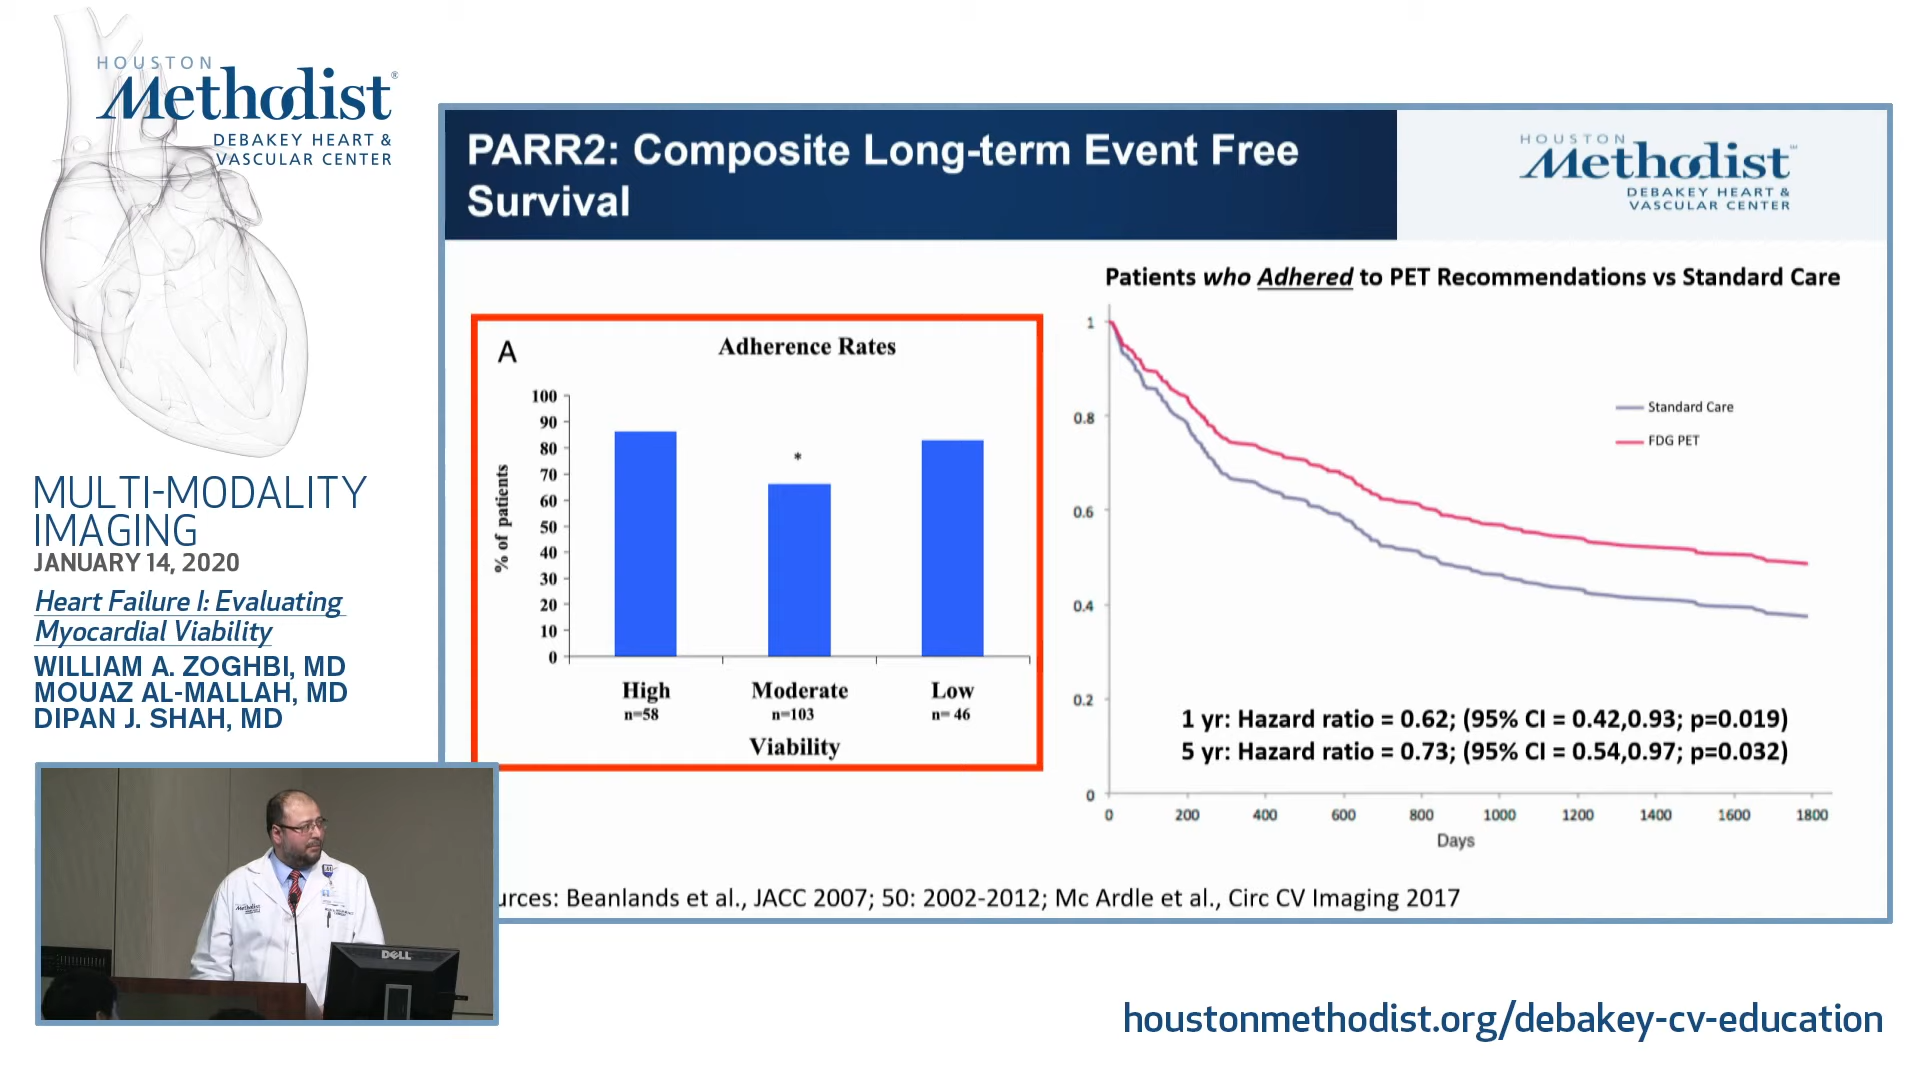 HOUSTON
Methodist®
DEBAKEY HEART &
VASCULAR CENTER
MULTI-MODALITY
IMAGING
JANUARY 14, 2020
Heart Failure I: Evaluating
Myocardial Viability
WILLIAM A. ZOGHBI, MD
MOUAZ AL-MALLAH, MD
DIPAN J. SHAH, MD
PARR2: Composite Long-term Event Free
Survival
HOUSTON
Methodist
DEBAKEY HEART &
VASCULAR CENTER
A
Adherence Rates
% of patients
100
90
80
70
60
50
40
30
20
10
0
*
High
Moderate
Low
n=58
n=103
n= 46
Viability
Patients who Adhered to PET Recommendations vs Standard Care
1
0.8
0.6
0.4
0.2
0
Standard Care
FDG PET
1 yr: Hazard ratio = 0.62; (95% CI = 0.42,0.93; p=0.019)
5 yr: Hazard ratio = 0.73; (95% CI = 0.54,0.97; p=0.032)
0 200 400 600 800 1000 1200 1400 1600 1800
Days
urces: Beanlands et al., JACC 2007; 50: 2002-2012; Mc Ardle et al., Circ CV Imaging 2017
Methodist
DELL
houstonmethodist.org/debakey-cv-education